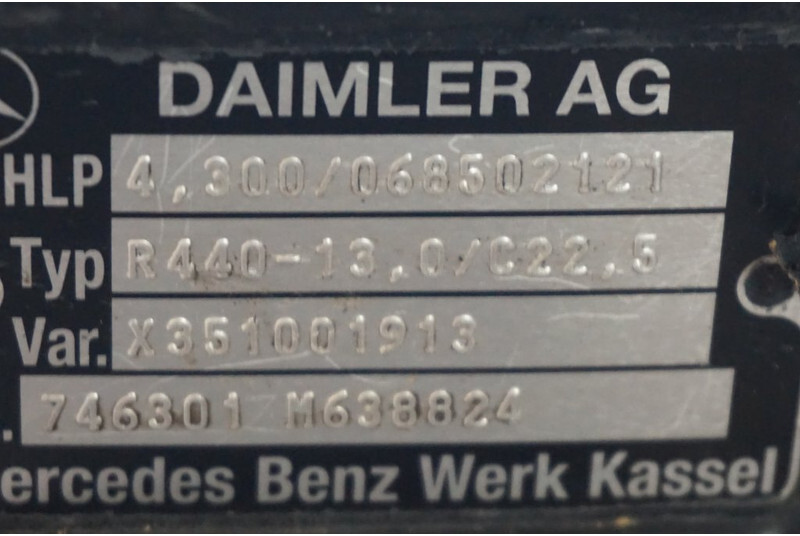 DAIMLER AG
HLP 4,300/068502121
Typ R440-13,0/C22,5
Var. X351001913
. 746301 M638824
ercedes Benz Werk Kassel